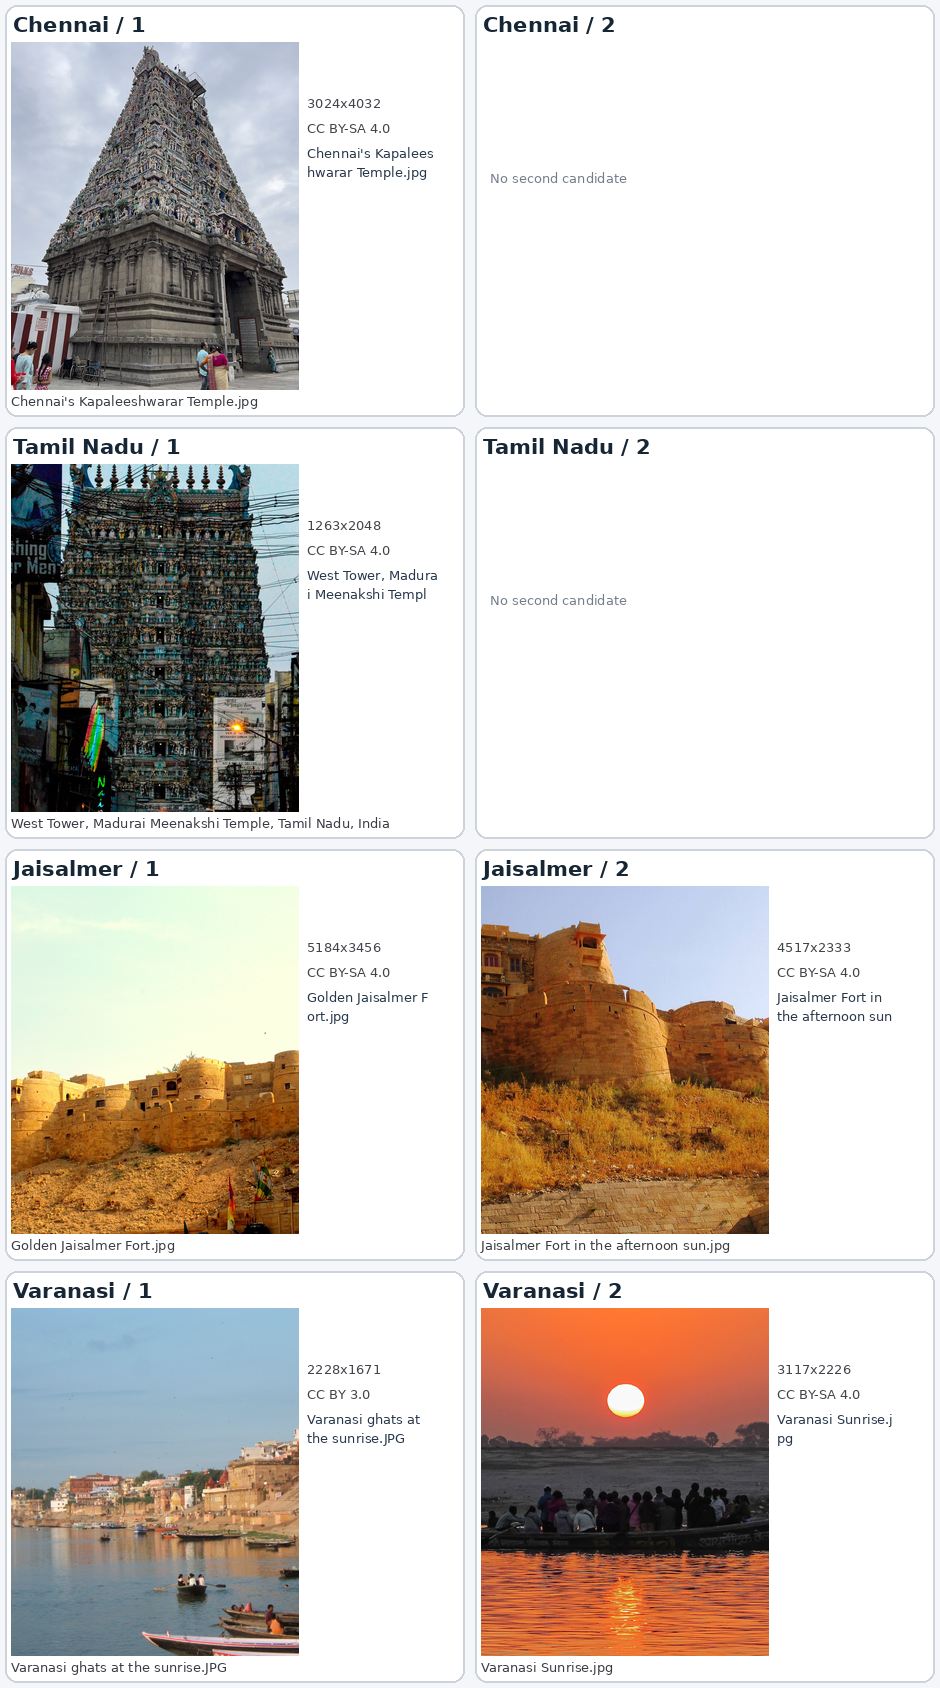 Chennai / 1
3024x4032
CC BY-SA 4.0
Chennai's Kapalees
hwarar Temple.jpg
Chennai's Kapaleeshwarar Temple.jpg
Chennai / 2
No second candidate
Tamil Nadu / 1
thing
r Men
1263x2048
CC BY-SA 4.0
West Tower, Madura
i Meenakshi Templ
West Tower, Madurai Meenakshi Temple, Tamil Nadu, India
Tamil Nadu / 2
No second candidate
Jaisalmer / 1
5184x3456
CC BY-SA 4.0
Golden Jaisalmer F
ort.jpg
Golden Jaisalmer Fort.jpg
Jaisalmer / 2
4517x2333
CC BY-SA 4.0
Jaisalmer Fort in
the afternoon sun
Jaisalmer Fort in the afternoon sun.jpg
Varanasi / 1
2228x1671
CC BY 3.0
Varanasi ghats at
the sunrise.JPG
Varanasi ghats at the sunrise.JPG
Varanasi / 2
3117x2226
CC BY-SA 4.0
Varanasi Sunrise.j
pg
Varanasi Sunrise.jpg